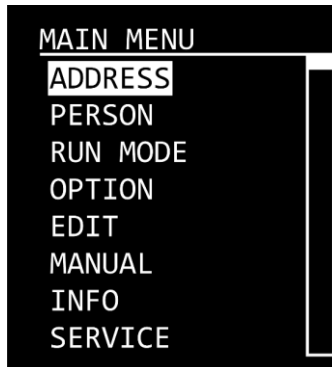 MAIN MENU
ADDRESS
PERSON
RUN MODE
OPTION
EDIT
MANUAL
INFO
SERVICE